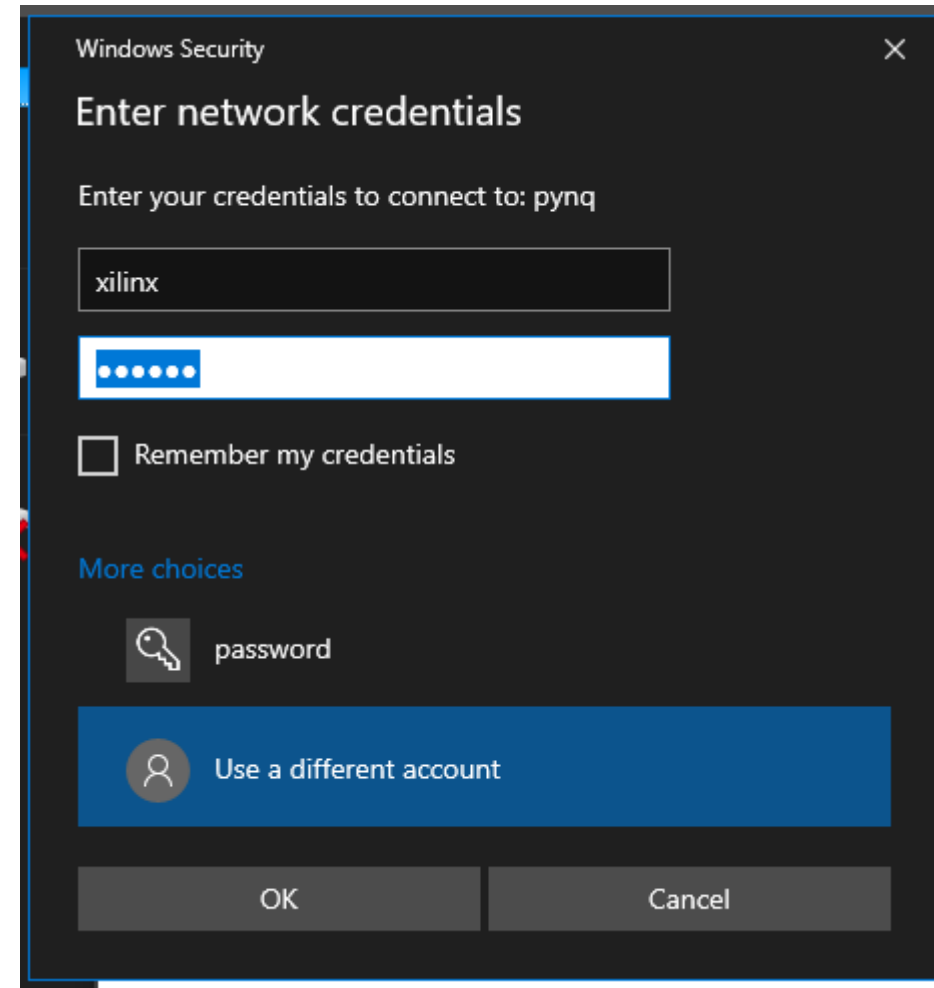 Windows Security
Enter network credentials
Enter your credentials to connect to: pynq
xilinx
••••••
Remember my credentials
More choices
password
Use a different account
OK
Cancel